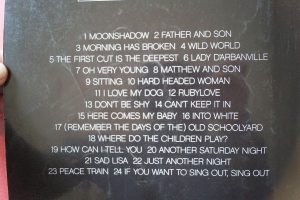 1 MOONSHADOW 2 FATHER AND SON
3 MORNING HAS BROKEN 4 WILD WORLD
5 THE FIRST CUT IS THE DEEPEST 6 LADY D'ARBANVILLE
7 OH VERY YOUNG 8 MATTHEW AND SON
9 SITTING 10 HARD HEADED WOMAN
11 I LOVE MY DOG 12 RUBYLOVE
13 DON'T BE SHY 14 CAN'T KEEP IT IN
15 HERE COMES MY BABY 16 INTO WHITE
17 (REMEMBER THE DAYS OF THE) OLD SCHOOLYARD
18 WHERE DO THE CHILDREN PLAY?
19 HOW CAN I TELL YOU 20 ANOTHER SATURDAY NIGHT
21 SAD LISA 22 JUST ANOTHER NIGHT
23 PEACE TRAIN 24 IF YOU WANT TO SING OUT, SING OUT